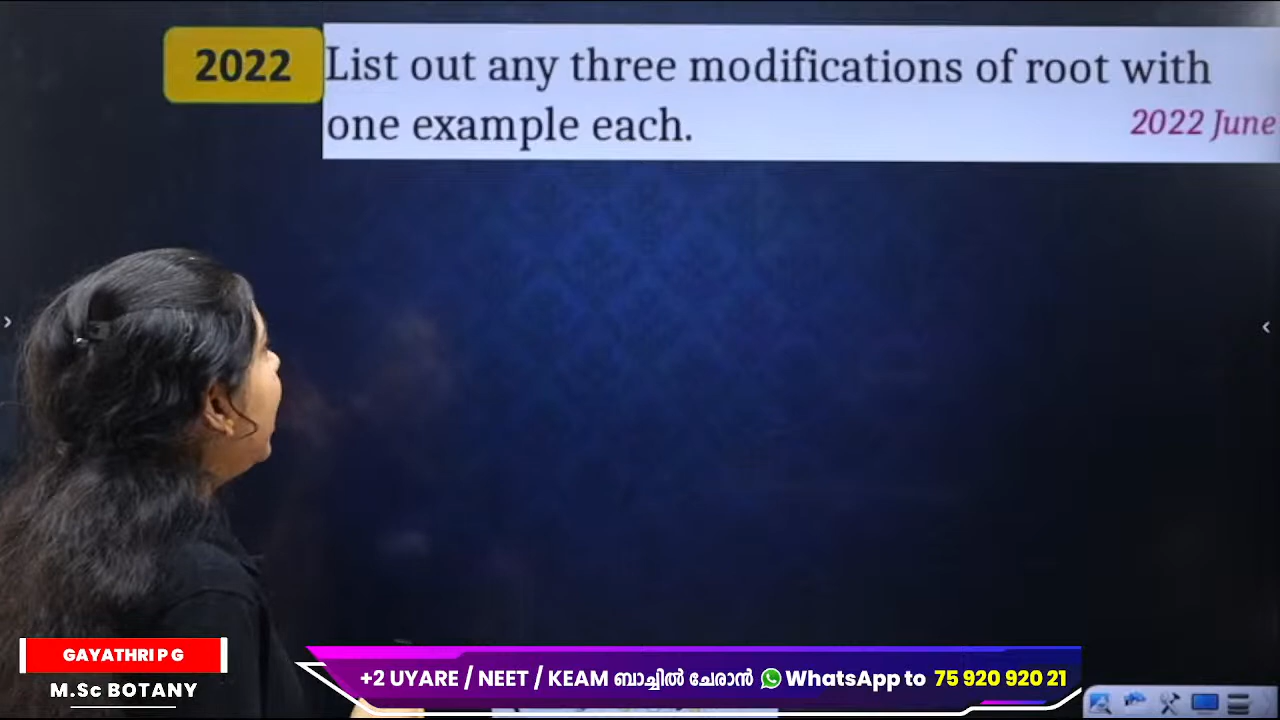 2022
List out any three modifications of root with
one example each.
2022 June
GAYATHRI P G
M.Sc BOTANY
+2 UYARE / NEET / KEAM ബാച്ചിൽ ചേരാൻ WhatsApp to 75 920 920 21